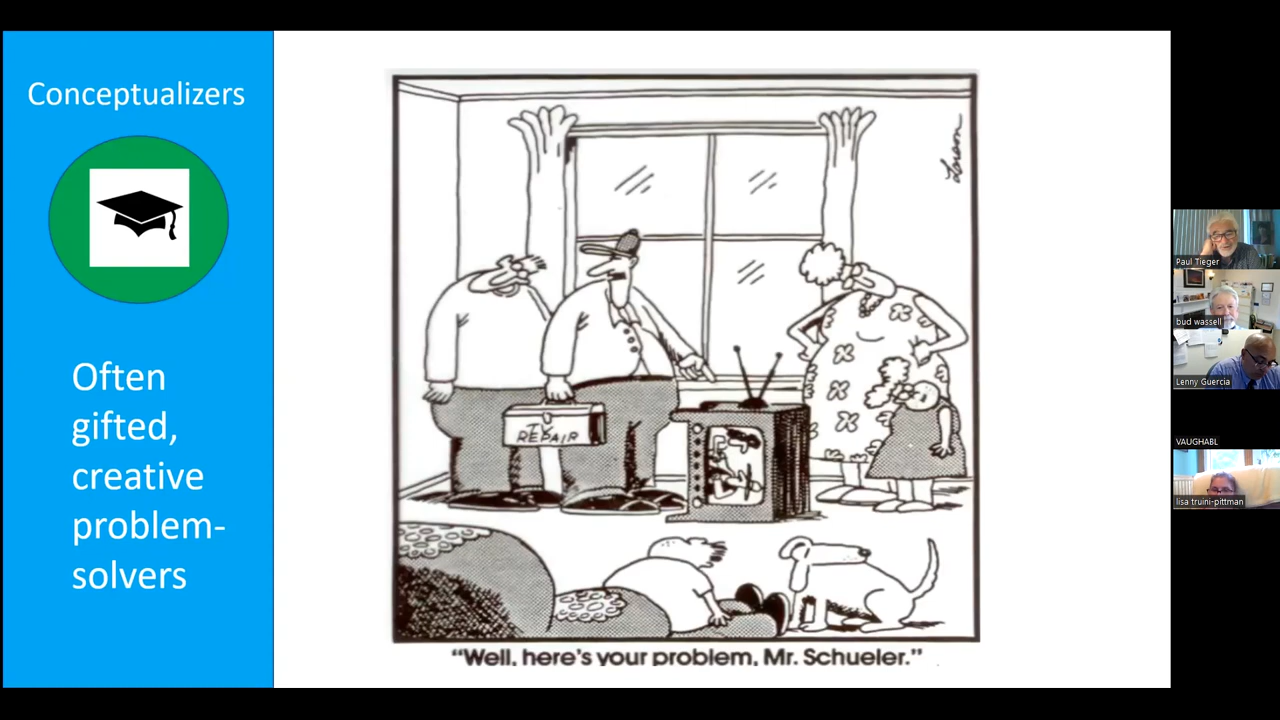 Conceptualizers
Often
gifted,
creative
problem-
solvers
Larson
TV
REPAIR
"Well, here's your problem, Mr. Schueler."
Paul Tieger
bud wassell
Lenny Guercia
VAUGHABL
lisa truini-pittman